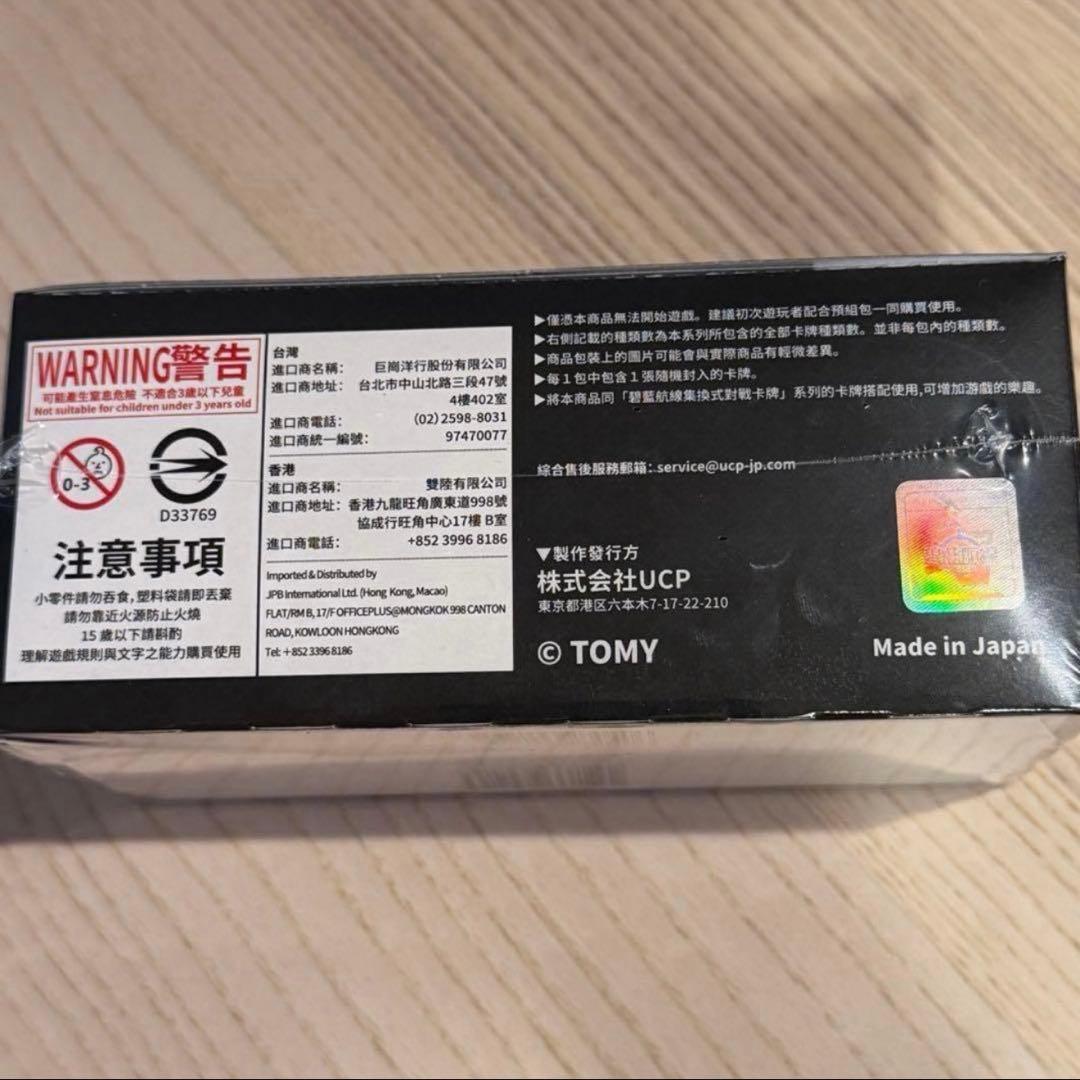 WARNING警告
可能產生窒息危險 不適合3歲以下兒童
Not suitable for children under 3 years old
0-3
D33769
注意事項
小零件請勿吞食,塑料袋請即丟棄
請勿靠近火源防止火燒
15 歲以下請斟酌
理解遊戲規則與文字之能力購買使用
台灣
進口商名稱: 巨崗洋行股份有限公司
進口商地址: 台北市中山北路三段47號
4樓402室
進口商電話: (02)2598-8031
進口商統一編號: 97470077
香港
進口商名稱: 雙陸有限公司
進口商地址: 香港九龍旺角廣東道998號
協成行旺角中心17樓 B室
進口商電話: +852 3996 8186
Imported & Distributed by
JPB International Ltd. (Hong Kong, Macao)
FLAT/RM B, 17/F OFFICEPLUS@MONGKOK 998 CANTON
ROAD, KOWLOON HONGKONG
Tel: +852 3396 8186
▶僅憑本商品無法開始遊戲。建議初次遊玩者配合預組包一同購買使用。
▶右側記載的種類數為本系列所包含的全部卡牌種類數。並非每包內的種類數。
▶商品包裝上的圖片可能會與實際商品有輕微差異。
▶每1包中包含1張隨機封入的卡牌。
▶將本商品同「碧藍航線集換式對戰卡牌」系列的卡牌搭配使用,可增加游戲的樂趣。
綜合售後服務郵箱: service@ucp-jp.com
▼製作發行方
株式会社UCP
東京都港区六本木7-17-22-210
© TOMY
Made in Japan